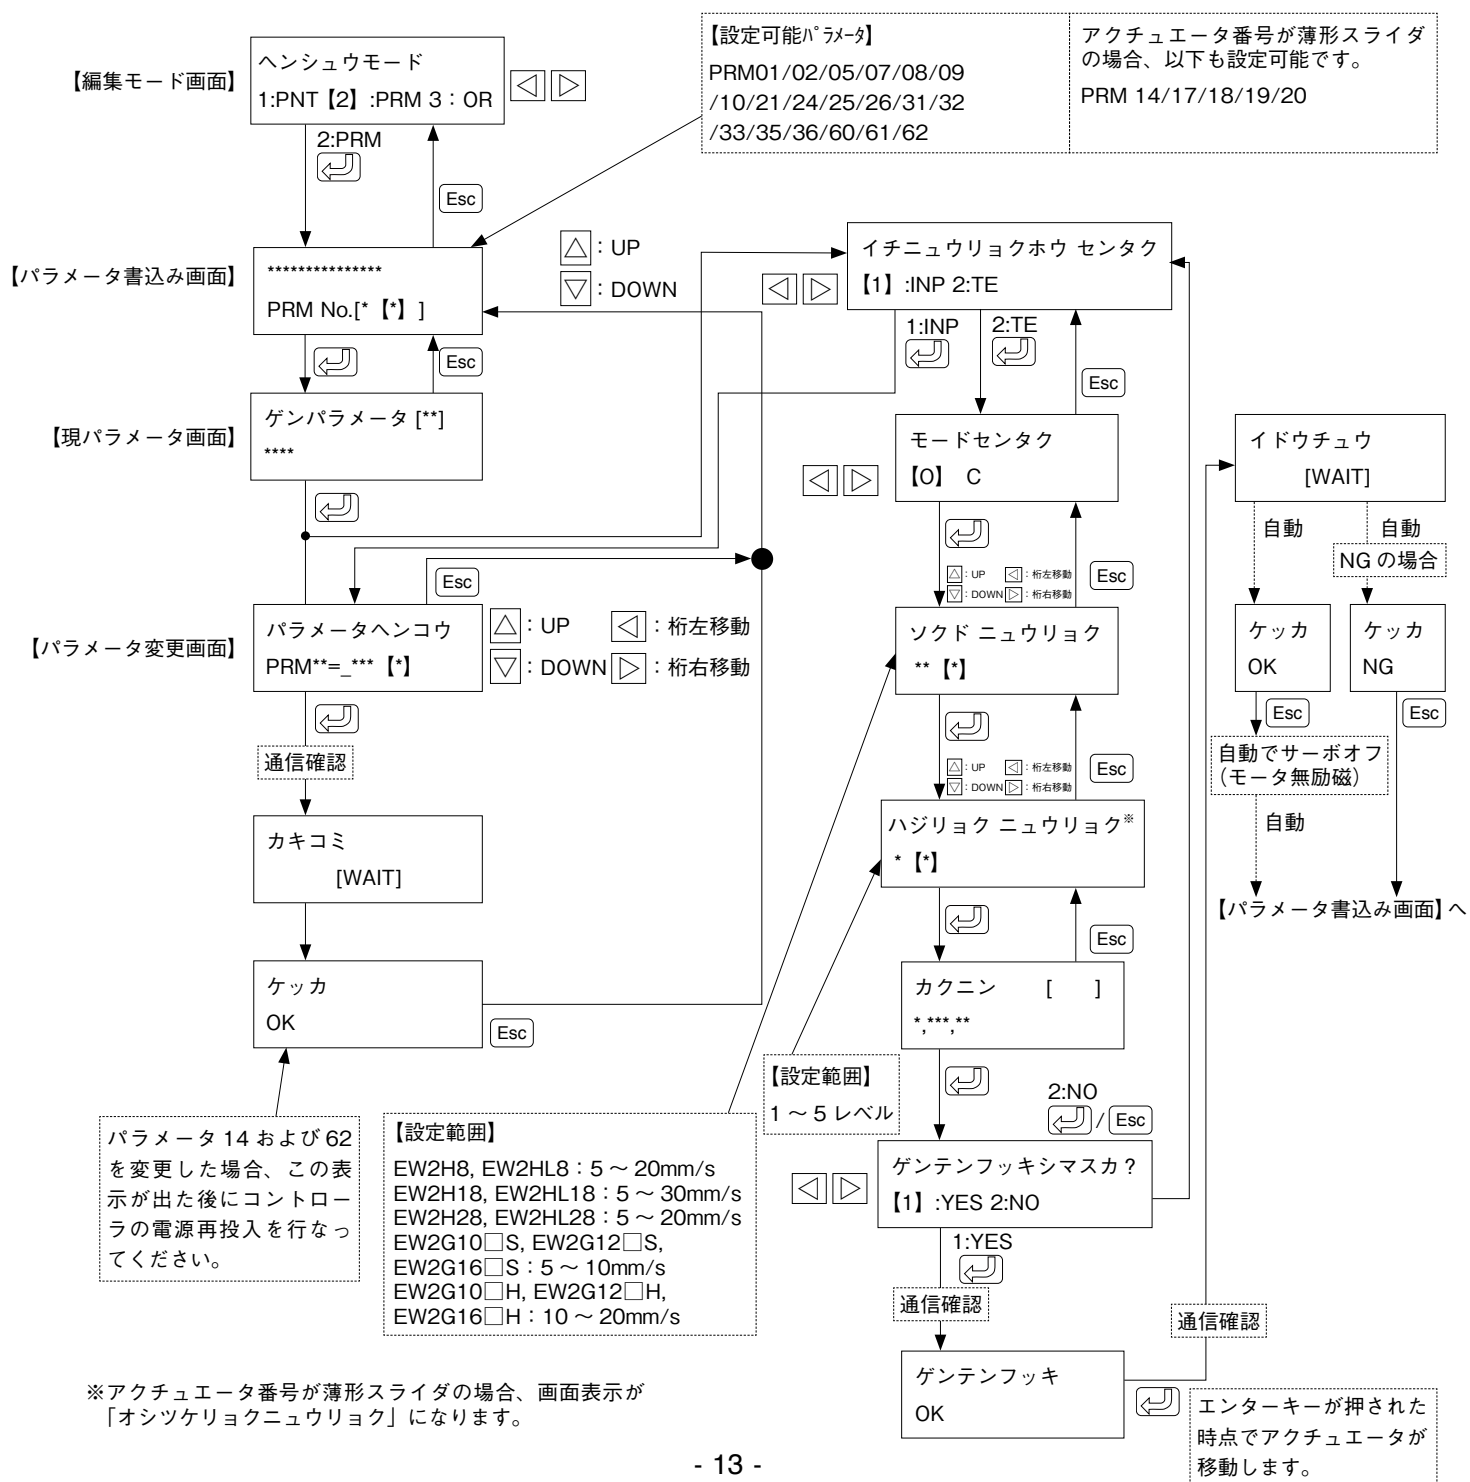 【設定可能パラメータ】
PRM01/02/05/07/08/09
/10/21/24/25/26/31/32
/33/35/36/60/61/62
アクチュエータ番号が薄形スライダ
の場合、以下も設定可能です。
PRM 14/17/18/19/20
【編集モード画面】
ヘンシュウモード
1:PNT【2】:PRM 3:OR
◁ ▷
2:PRM
Esc
【パラメータ書込み画面】
***************
PRM No.[*【*】]
△:UP
▽:DOWN
Esc
【現パラメータ画面】
ゲンパラメータ [**]
****
Esc
【パラメータ変更画面】
パラメータヘンコウ
PRM**=_***【*】
△:UP ◁:桁左移動
▽:DOWN ▷:桁右移動
通信確認
カキコミ
[WAIT]
ケッカ
OK
Esc
パラメータ 14 および 62
を変更した場合、この表
示が出た後にコントロー
ラの電源再投入を行なっ
てください。
イチニュウリョクホウ センタク
【1】:INP 2:TE
◁ ▷
1:INP
2:TE
Esc
モードセンタク
【O】 C
◁ ▷
△:UP ◁:桁左移動
▽:DOWN ▷:桁右移動
Esc
ソクド ニュウリョク
**【*】
△:UP ◁:桁左移動
▽:DOWN ▷:桁右移動
Esc
ハジリョク ニュウリョク※
*【*】
Esc
カクニン [ ]
*,***,**
【設定範囲】
1 ～ 5 レベル
【設定範囲】
EW2H8, EW2HL8:5 ～ 20mm/s
EW2H18, EW2HL18:5 ～ 30mm/s
EW2H28, EW2HL28:5 ～ 20mm/s
EW2G10□S, EW2G12□S,
EW2G16□S:5 ～ 10mm/s
EW2G10□H, EW2G12□H,
EW2G16□H:10 ～ 20mm/s
2:NO
/ Esc
ゲンテンフッキシマスカ?
【1】:YES 2:NO
◁ ▷
1:YES
通信確認
ゲンテンフッキ
OK
エンターキーが押された
時点でアクチュエータが
移動します。
通信確認
イドウチュウ
[WAIT]
自動
自動
NG の場合
ケッカ
OK
ケッカ
NG
Esc
Esc
自動でサーボオフ
(モータ無励磁)
自動
【パラメータ書込み画面】へ
※アクチュエータ番号が薄形スライダの場合、画面表示が
「オシツケリョクニュウリョク」になります。
- 13 -